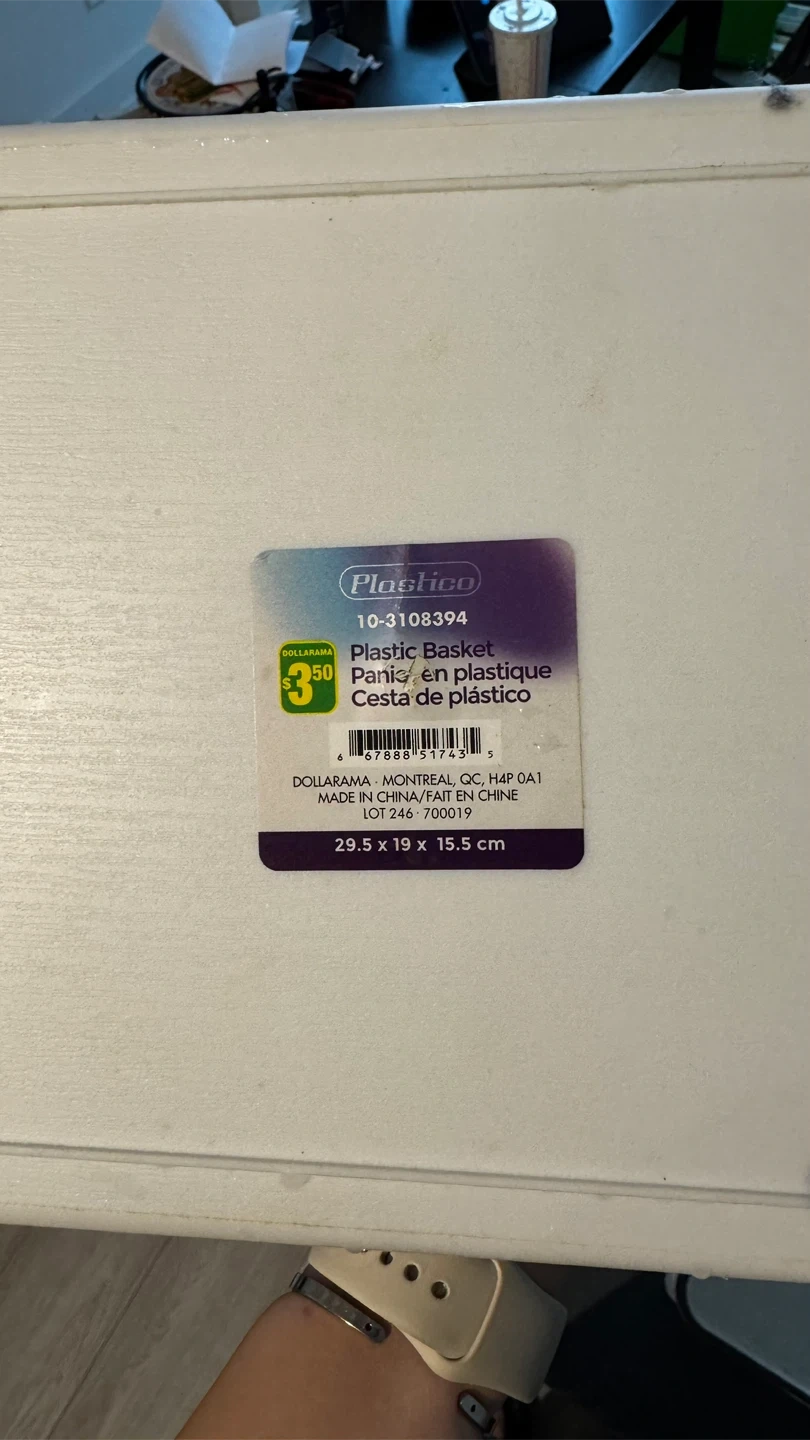 Plastico
10-3108394
DOLLARAMA
$3.50
Plastic Basket
Panier en plastique
Cesta de plástico
6 67888 51743 5
DOLLARAMA · MONTREAL, QC, H4P 0A1
MADE IN CHINA/FAIT EN CHINE
LOT 246 · 700019
29.5 x 19 x 15.5 cm